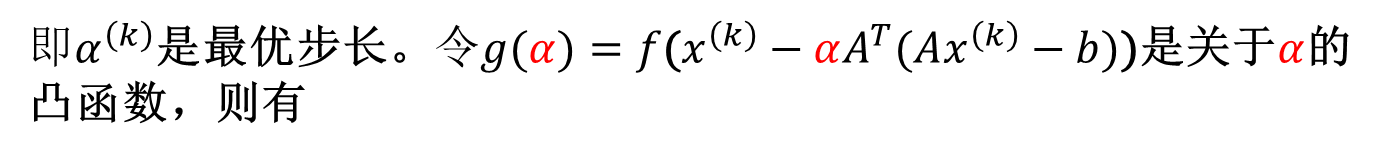 即α^(k)是最优步长。令g(α) = f(x^(k) − αA^T(Ax^(k) − b))是关于α的
凸函数，则有